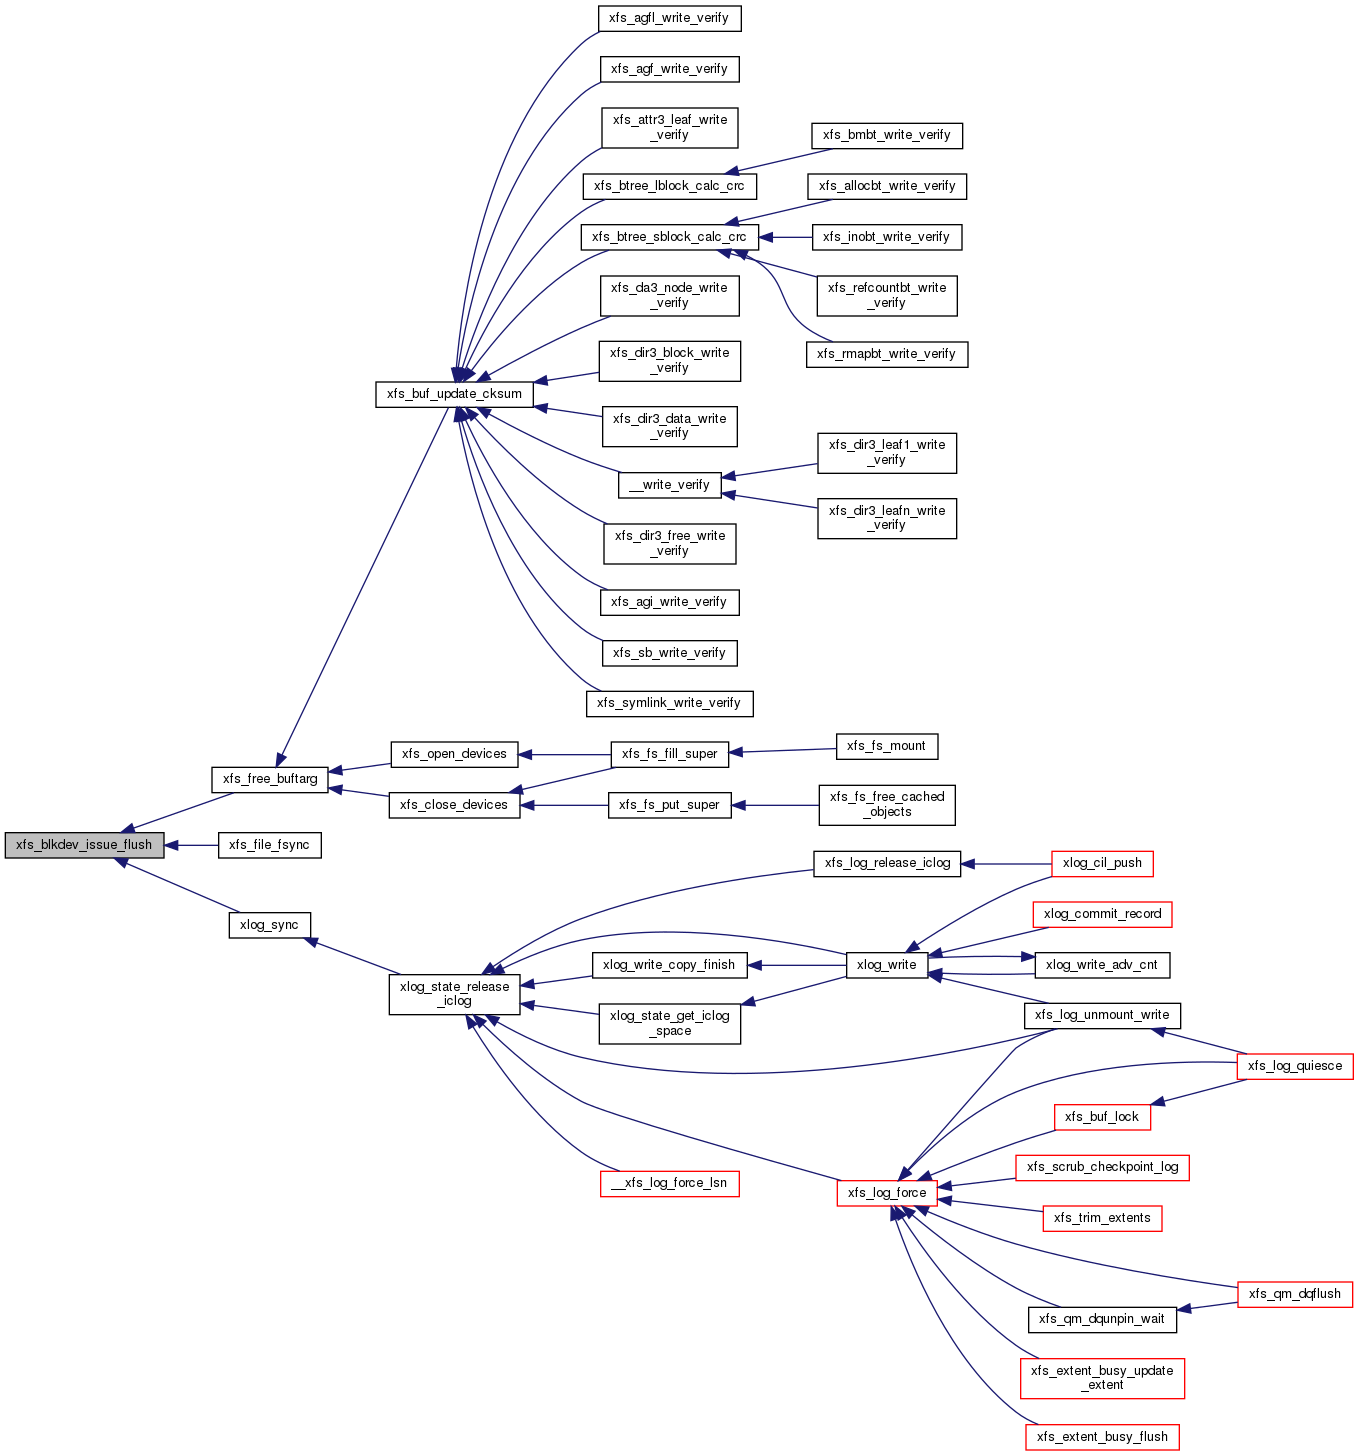 xfs_agfl_write_verify
xfs_agf_write_verify
xfs_attr3_leaf_write
_verify
xfs_bmbt_write_verify
xfs_btree_lblock_calc_crc
xfs_allocbt_write_verify
xfs_btree_sblock_calc_crc
xfs_inobt_write_verify
xfs_da3_node_write
_verify
xfs_refcountbt_write
_verify
xfs_rmapbt_write_verify
xfs_dir3_block_write
_verify
xfs_buf_update_cksum
xfs_dir3_data_write
_verify
xfs_dir3_leaf1_write
_verify
__write_verify
xfs_dir3_leafn_write
_verify
xfs_dir3_free_write
_verify
xfs_agi_write_verify
xfs_sb_write_verify
xfs_symlink_write_verify
xfs_open_devices
xfs_fs_fill_super
xfs_fs_mount
xfs_free_buftarg
xfs_close_devices
xfs_fs_put_super
xfs_fs_free_cached
_objects
xfs_blkdev_issue_flush
xfs_file_fsync
xfs_log_release_iclog
xlog_cil_push
xlog_sync
xlog_commit_record
xlog_write_copy_finish
xlog_write
xlog_write_adv_cnt
xlog_state_release
_iclog
xlog_state_get_iclog
_space
xfs_log_unmount_write
xfs_log_quiesce
xfs_buf_lock
xfs_scrub_checkpoint_log
__xfs_log_force_lsn
xfs_log_force
xfs_trim_extents
xfs_qm_dqflush
xfs_qm_dqunpin_wait
xfs_extent_busy_update
_extent
xfs_extent_busy_flush